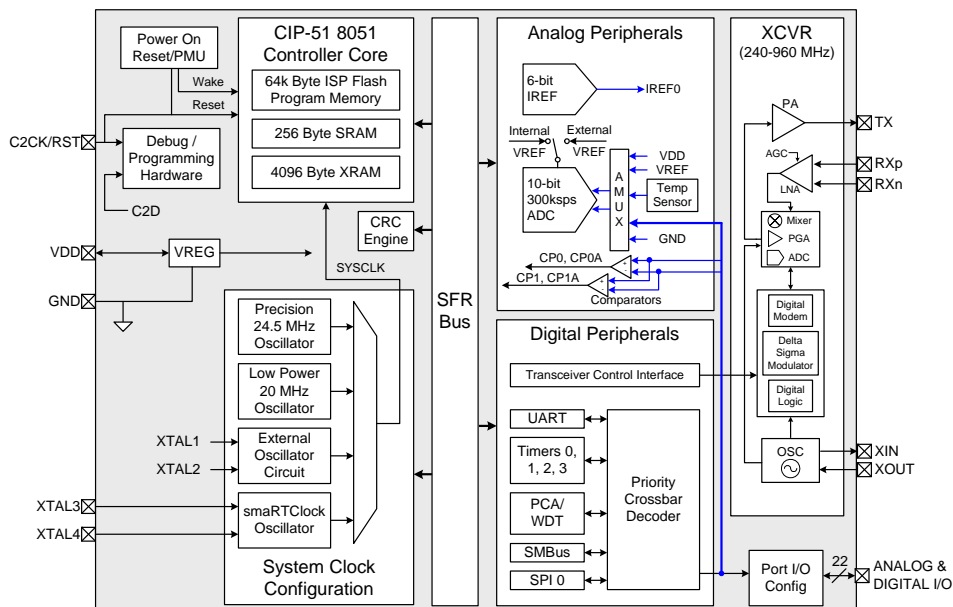 Power On
Reset/PMU
Wake
Reset
C2CK/RST
Debug /
Programming
Hardware
C2D
VDD
VREG
GND
CIP-51 8051
Controller Core
64k Byte ISP Flash
Program Memory
256 Byte SRAM
4096 Byte XRAM
CRC
Engine
SYSCLK
Precision
24.5 MHz
Oscillator
Low Power
20 MHz
Oscillator
XTAL1
XTAL2
External
Oscillator
Circuit
XTAL3
XTAL4
smaRTClock
Oscillator
System Clock
Configuration
SFR
Bus
Analog Peripherals
6-bit
IREF
IREF0
Internal
VREF
External
VREF
10-bit
300ksps
ADC
A
M
U
X
VDD
VREF
Temp
Sensor
GND
CP0, CP0A
+
-
CP1, CP1A
+
-
Comparators
Digital Peripherals
Transceiver Control Interface
UART
Timers 0,
1, 2, 3
PCA/
WDT
SMBus
SPI 0
Priority
Crossbar
Decoder
XCVR
(240-960 MHz)
PA
TX
AGC
LNA
RXp
RXn
Mixer
PGA
ADC
Digital
Modem
Delta
Sigma
Modulator
Digital
Logic
OSC
XIN
XOUT
Port I/O
Config
22
ANALOG &
DIGITAL I/O